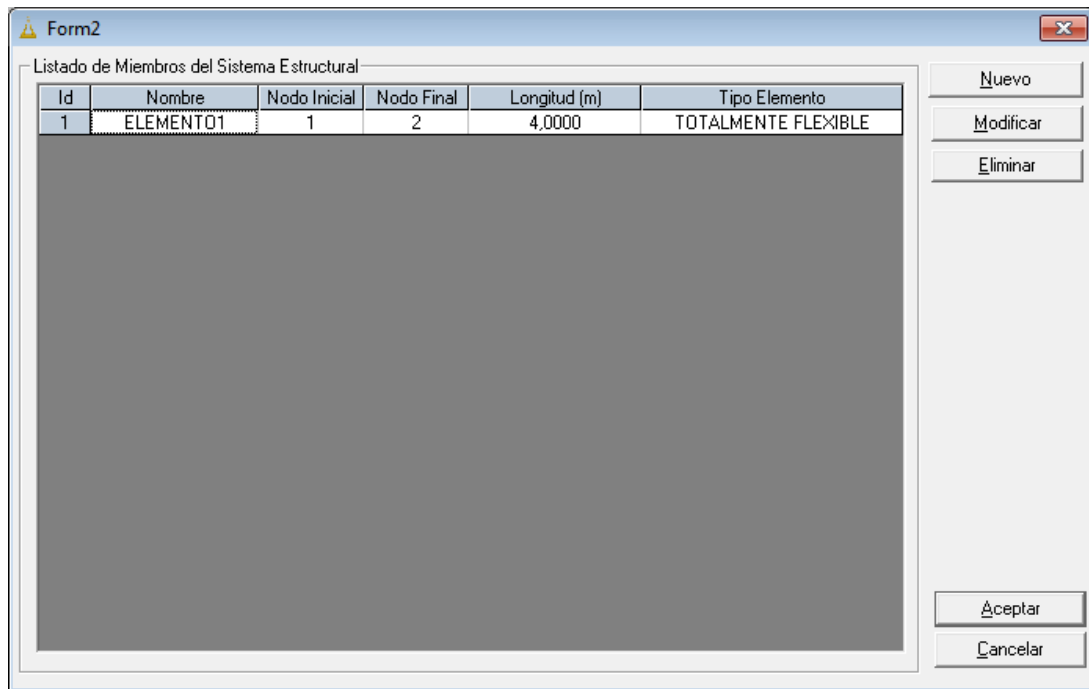 Form2
Listado de Miembros del Sistema Estructural
Id Nombre Nodo Inicial Nodo Final Longitud (m) Tipo Elemento
1 ELEMENTO1 1 2 4,0000 TOTALMENTE FLEXIBLE
Nuevo
Modificar
Eliminar
Aceptar
Cancelar